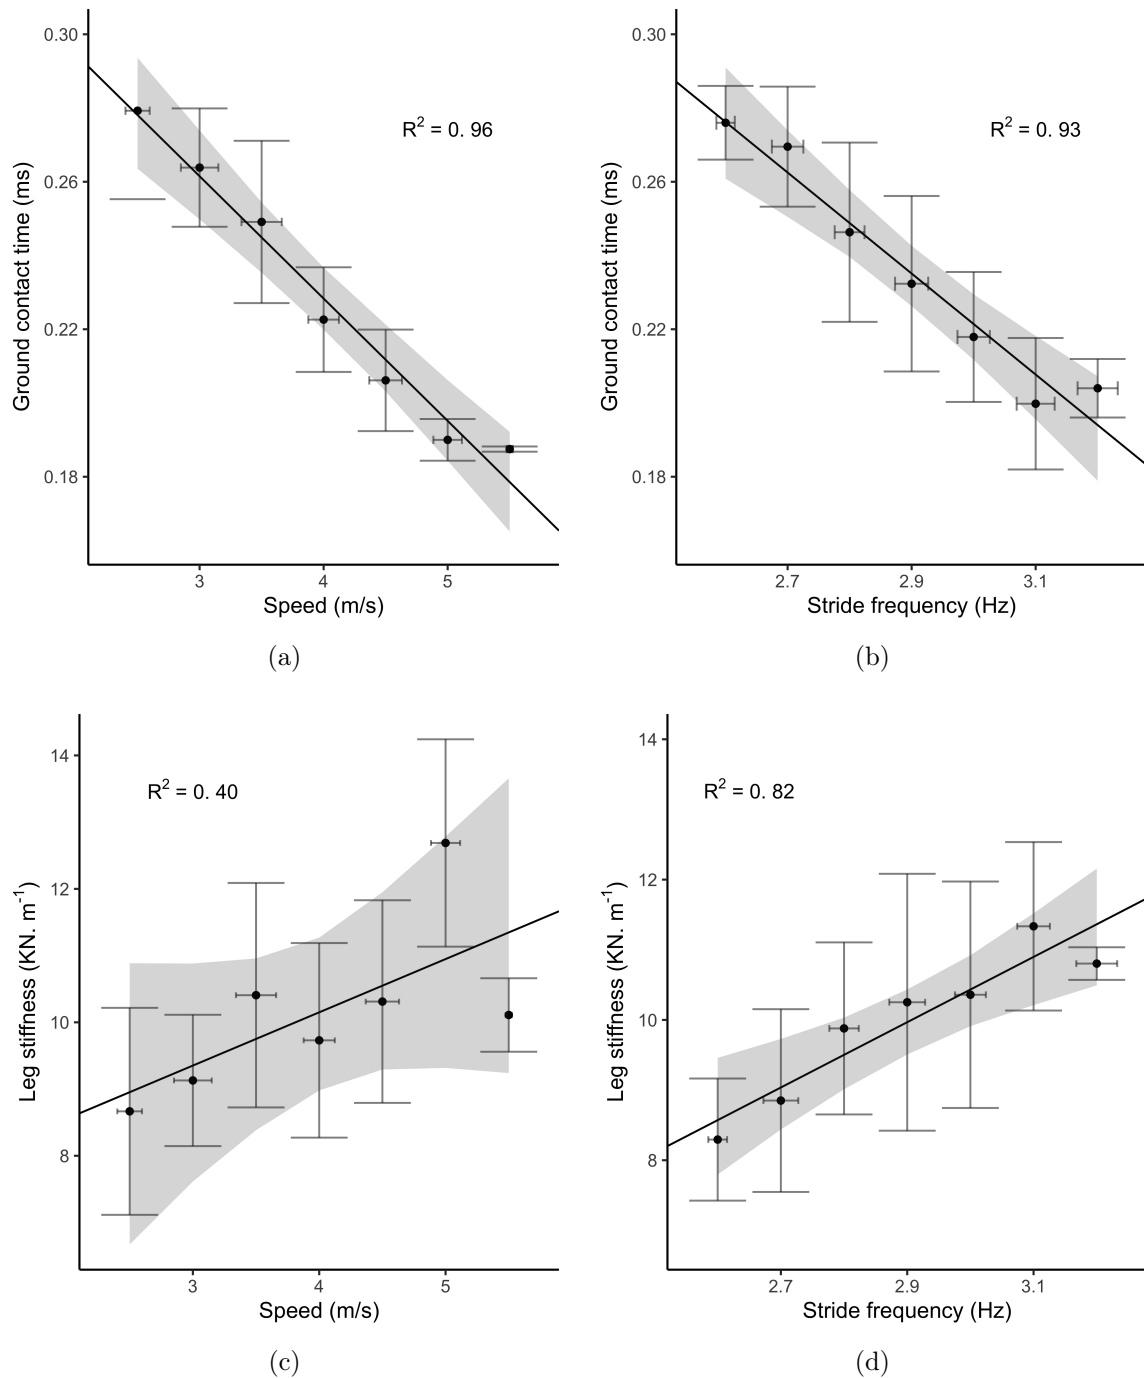 0.30
0.26
0.22
0.18
Ground contact time (ms)
R² = 0. 96
3 4 5
Speed (m/s)
(a)
0.30
0.26
0.22
0.18
Ground contact time (ms)
R² = 0. 93
2.7 2.9 3.1
Stride frequency (Hz)
(b)
14
12
10
8
Leg stiffness (KN. m⁻¹)
R² = 0. 40
3 4 5
Speed (m/s)
(c)
14
12
10
8
Leg stiffness (KN. m⁻¹)
R² = 0. 82
2.7 2.9 3.1
Stride frequency (Hz)
(d)